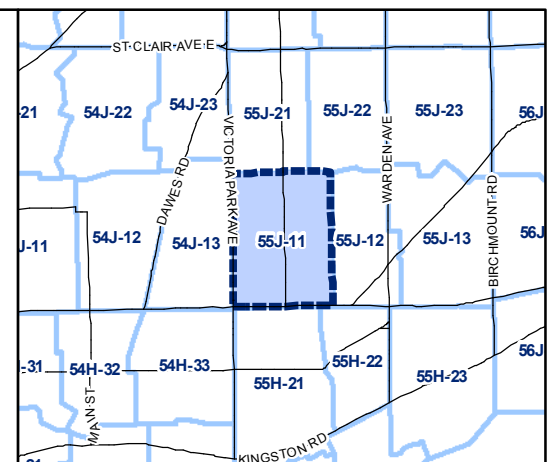 ST CLAIR AVE E
-21
54J-22
54J-23
55J-21
55J-22
55J-23
56J
VICTORIA PARK AVE
WARDEN AVE
DAWES RD
BIRCHMOUNT RD
J-11
54J-12
54J-13
55J-11
55J-12
55J-13
56J
-31
54H-32
54H-33
55H-21
55H-22
55H-23
56J
MAIN ST
KINGSTON RD
21